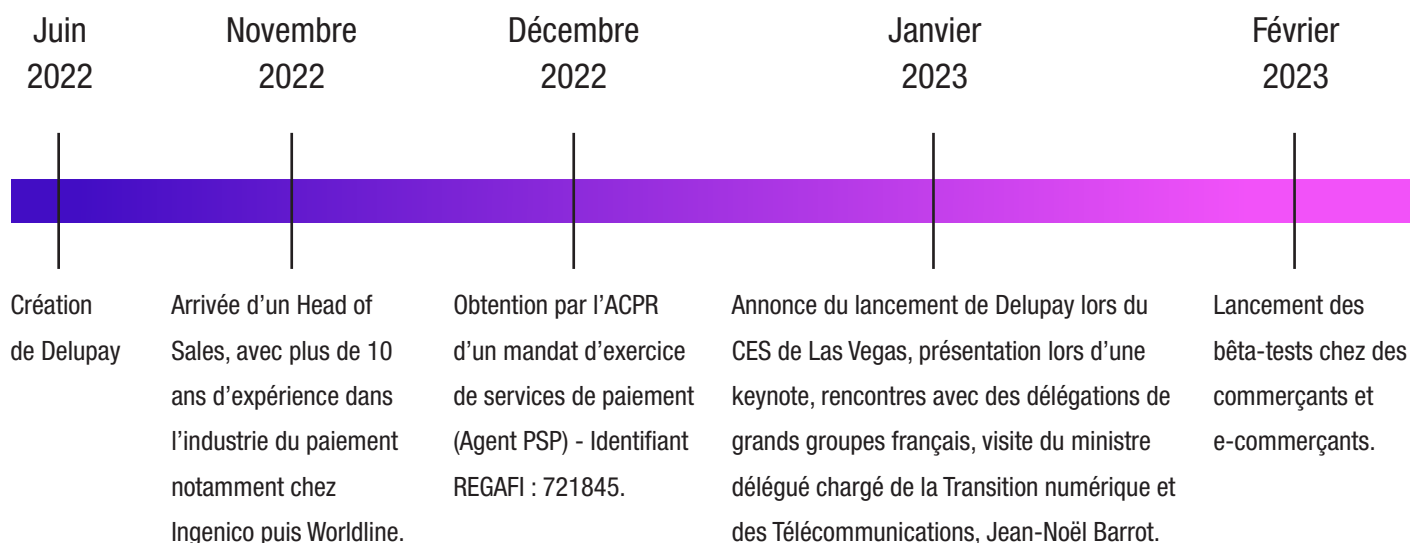 Juin
2022
Novembre
2022
Décembre
2022
Janvier
2023
Février
2023
Création
de Delupay
Arrivée d’un Head of
Sales, avec plus de 10
ans d’expérience dans
l’industrie du paiement
notamment chez
Ingenico puis Worldline.
Obtention par l’ACPR
d’un mandat d’exercice
de services de paiement
(Agent PSP) - Identifiant
REGAFI : 721845.
Annonce du lancement de Delupay lors du
CES de Las Vegas, présentation lors d’une
keynote, rencontres avec des délégations de
grands groupes français, visite du ministre
délégué chargé de la Transition numérique et
des Télécommunications, Jean-Noël Barrot.
Lancement des
bêta-tests chez des
commerçants et
e-commerçants.